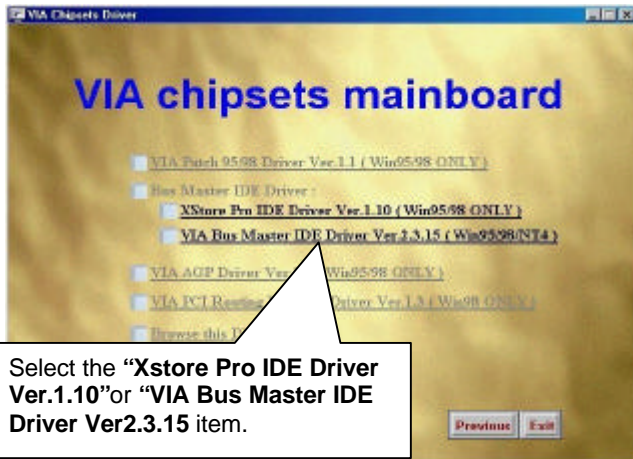 VIA Chipsets Driver
VIA chipsets mainboard
VIA Patch 95/98 Driver Ver.1.1 ( Win95/98 ONLY )
Bus Master IDE Driver :
XStore Pro IDE Driver Ver.1.10 ( Win95/98 ONLY )
VIA Bus Master IDE Driver Ver.2.3.15 ( Win95/98/NT4 )
VIA AGP Driver Ver. Win95/98 ONLY )
VIA PCI Routing Driver Ver.1.3 ( Win98 ONLY )
Browse this
Select the “Xstore Pro IDE Driver
Ver.1.10”or “VIA Bus Master IDE
Driver Ver2.3.15 item.
Previous Exit